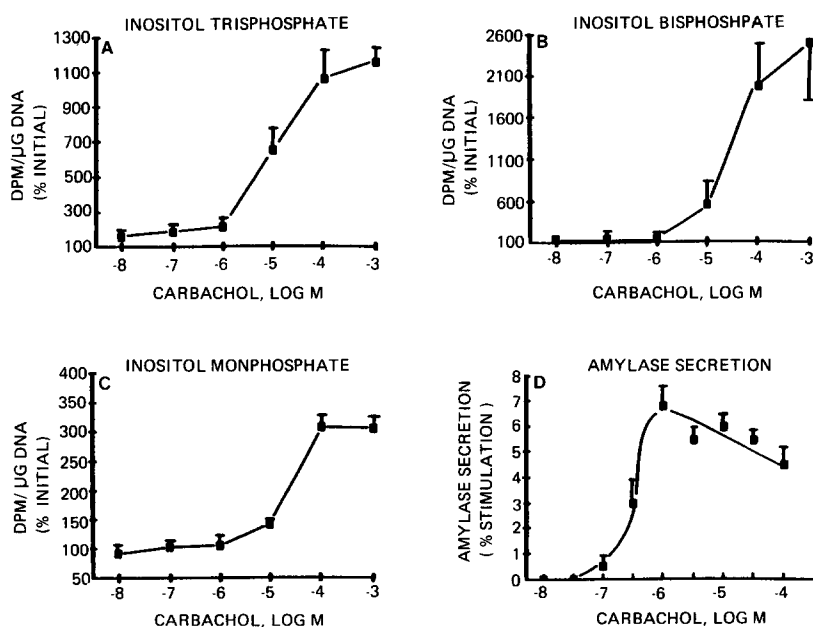 INOSITOL TRISPHOSPHATE
A
1300
1100
900
700
500
300
100
DPM/µG DNA
(% INITIAL)
-8 -7 -6 -5 -4 -3
CARBACHOL, LOG M
INOSITOL BISPHOSHPATE
B
2600
2100
1600
1100
600
100
DPM/µG DNA
(% INITIAL)
-8 -7 -6 -5 -4 -3
CARBACHOL, LOG M
INOSITOL MONPHOSPHATE
C
400
350
300
250
200
150
100
50
DPM/ µG DNA
(% INITIAL)
-8 -7 -6 -5 -4 -3
CARBACHOL, LOG M
AMYLASE SECRETION
D
8
7
6
5
4
3
2
1
0
AMYLASE SECRETION
( % STIMULATION )
-8 -7 -6 -5 -4
CARBACHOL, LOG M